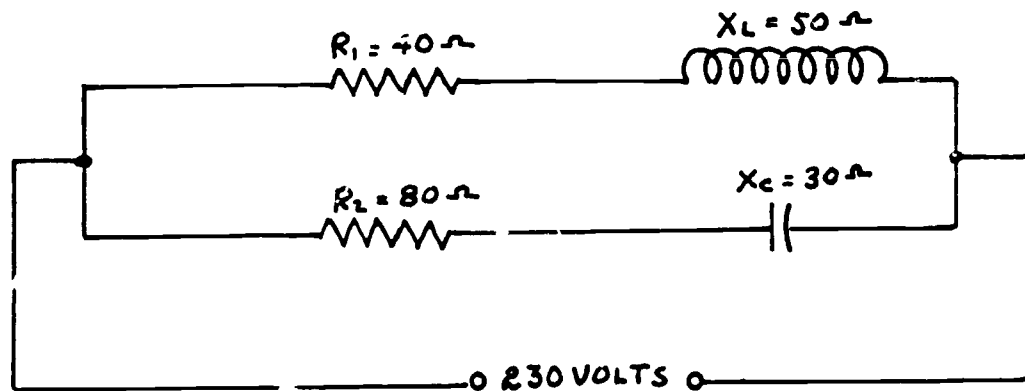 X_L = 50 Ω
R₁ = 40 Ω
X_C = 30 Ω
R₂ = 80 Ω
230 VOLTS